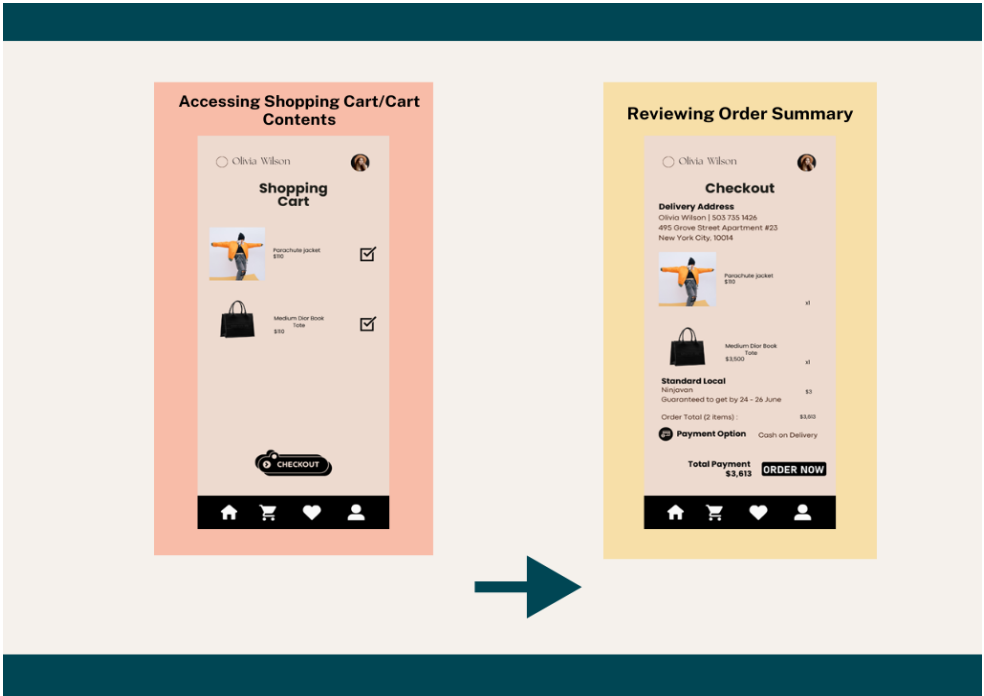 Accessing Shopping Cart/Cart
Contents
Olivia Wilson
Shopping
Cart
Parachute jacket
$110
Medium Dior Book
Tote
$110
CHECKOUT
Reviewing Order Summary
Olivia Wilson
Checkout
Delivery Address
Olivia Wilson | 503 735 1426
495 Grove Street Apartment #23
New York City, 10014
Parachute jacket
$110
x1
Medium Dior Book
Tote
$3,500
x1
Standard Local
Ninjavan
$3
Guaranteed to get by 24 - 26 June
Order Total (2 Items) : $3,613
Payment Option Cash on Delivery
Total Payment
$3,613
ORDER NOW